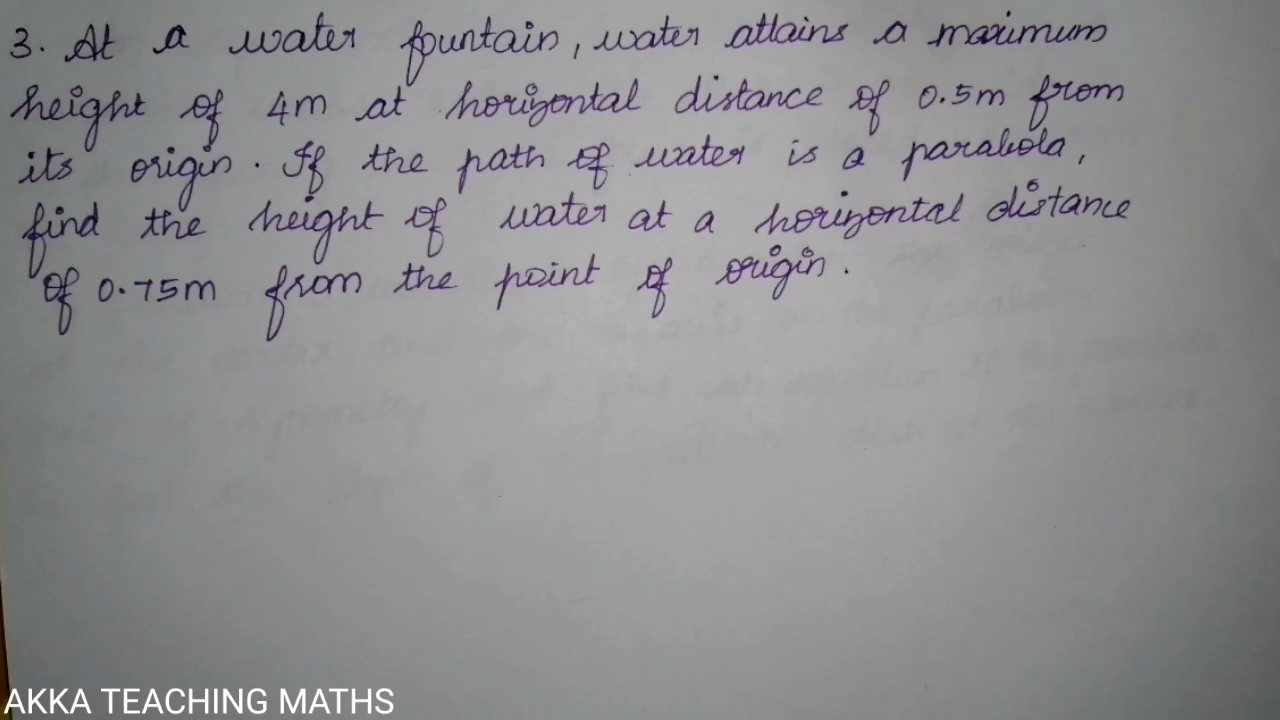 3. At a water fountain, water attains a maximum
height of 4m at horizontal distance of 0.5m from
its origin. If the path of water is a parabola,
find the height of water at a horizontal distance
of 0.75m from the point of origin.
AKKA TEACHING MATHS